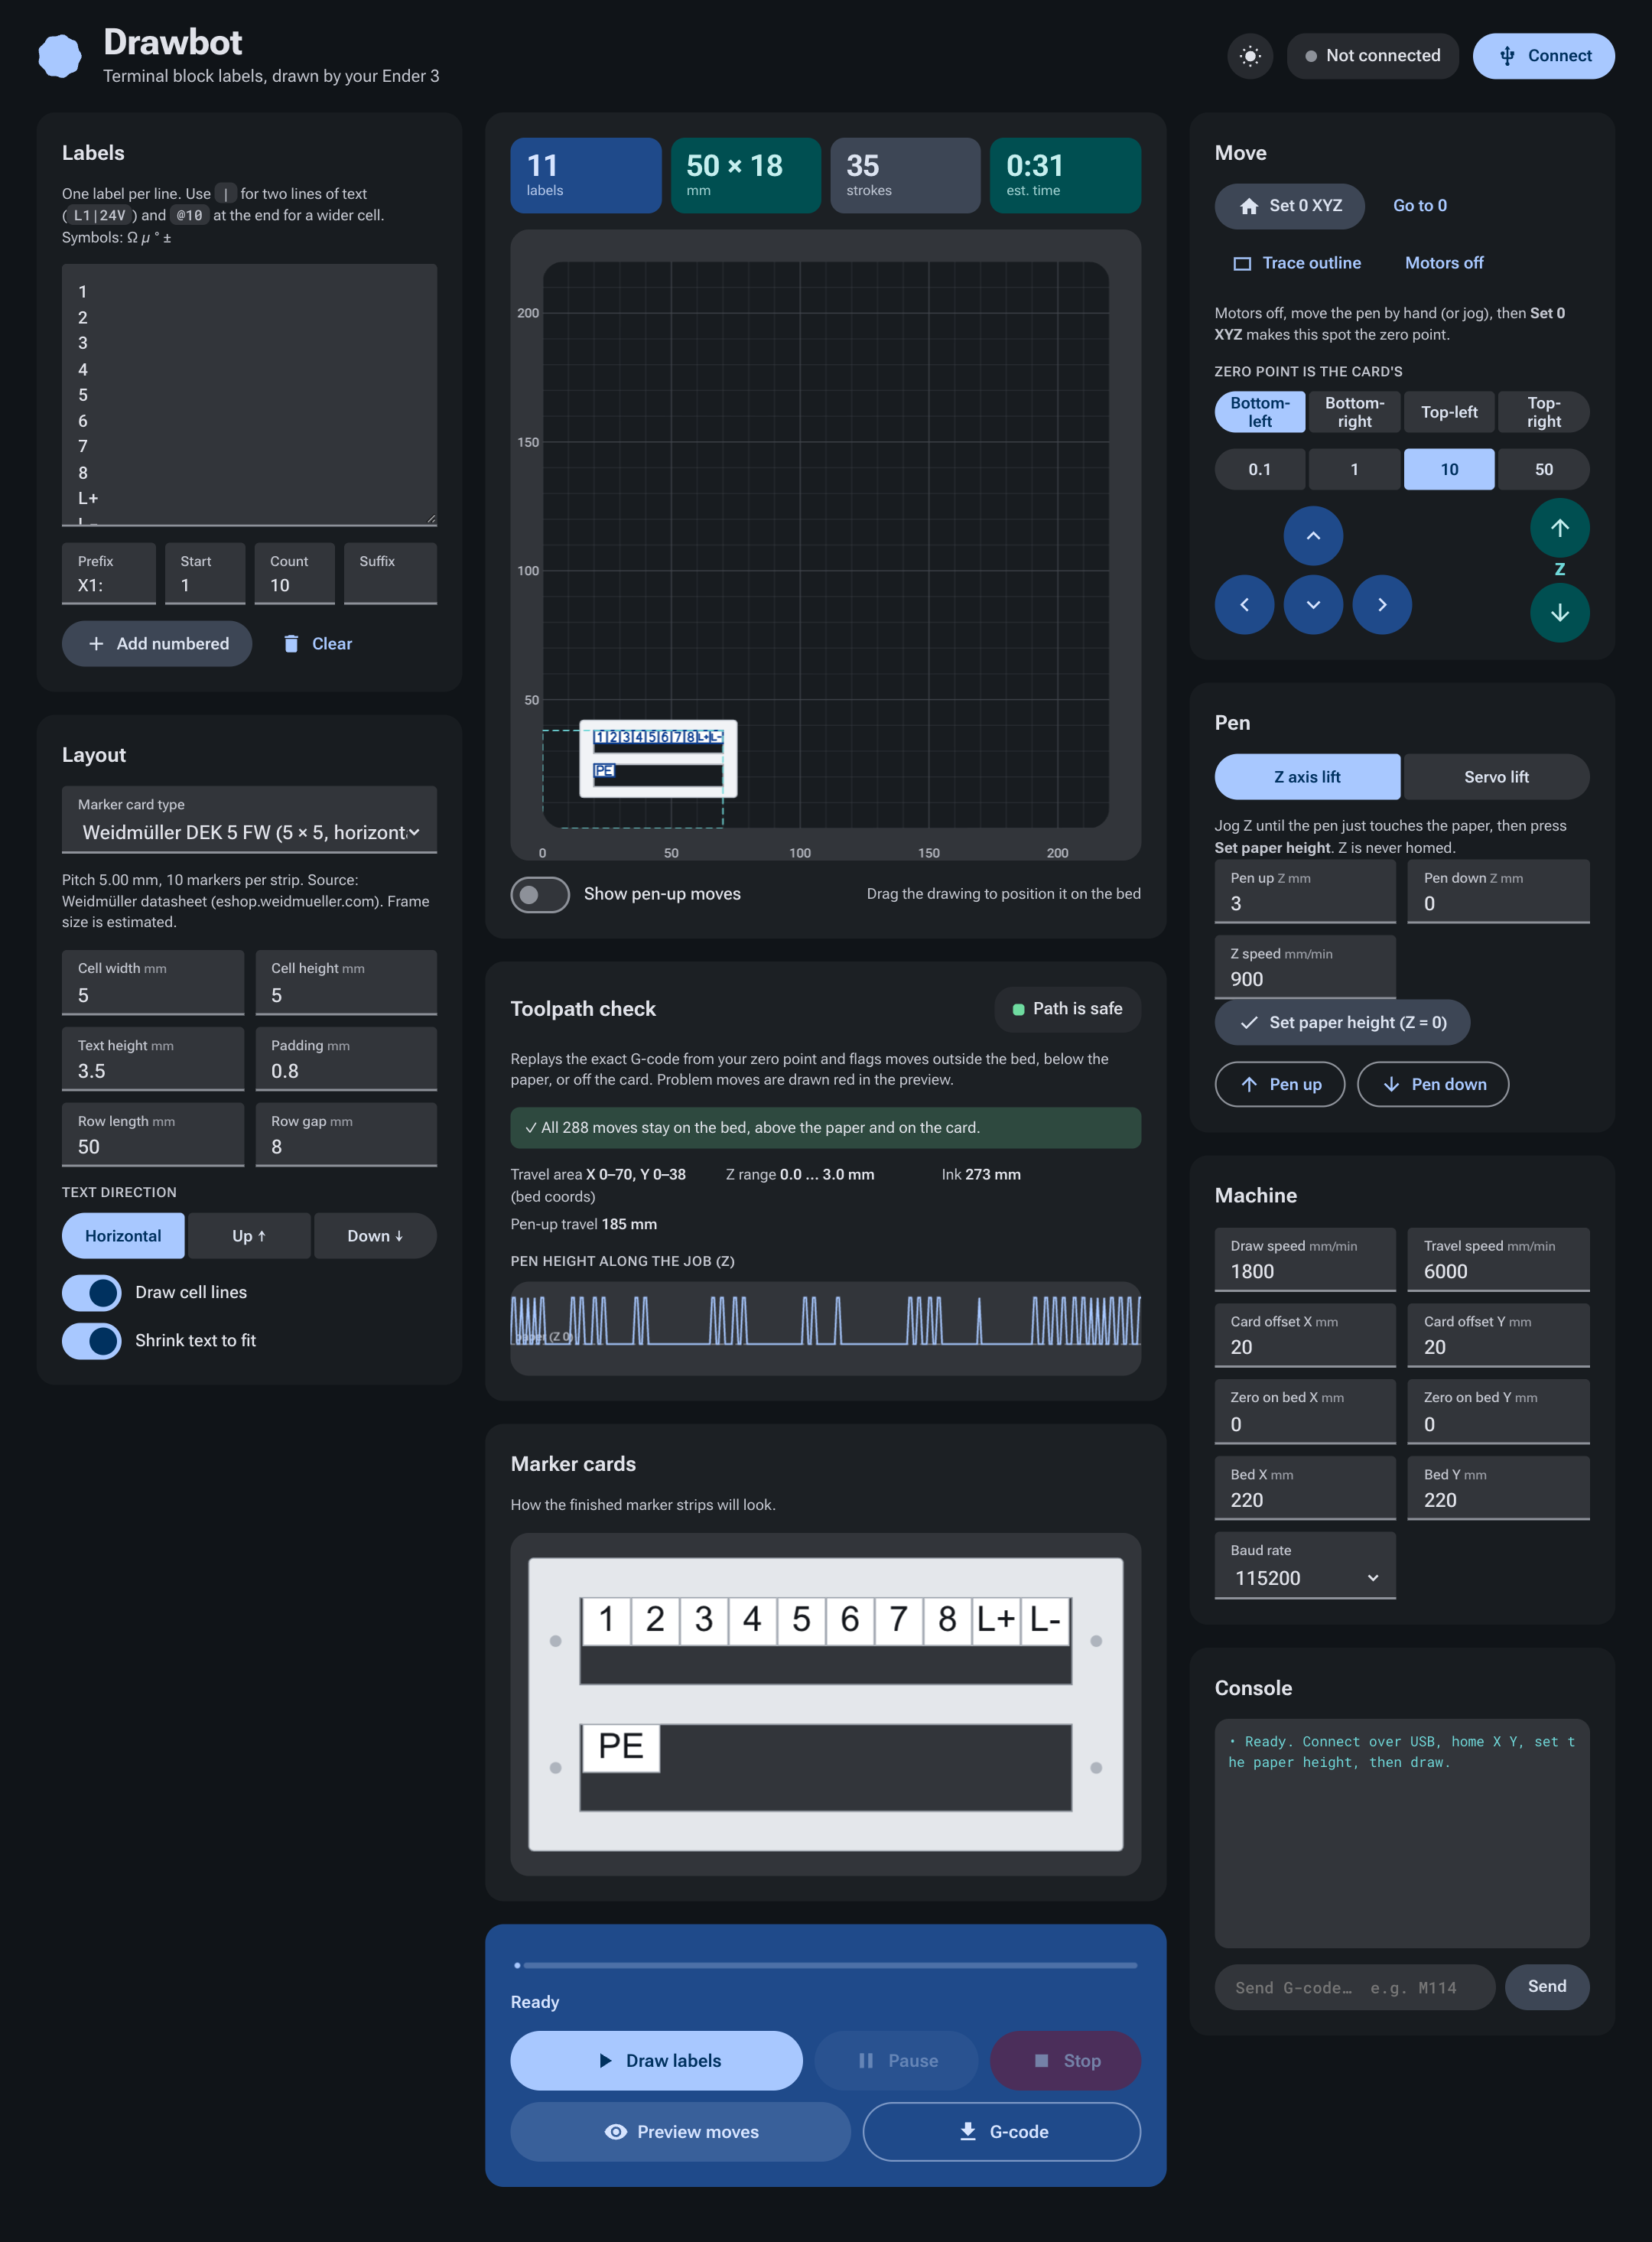 Drawbot
Terminal block labels, drawn by your Ender 3
Not connected
Connect
Labels
One label per line. Use | for two lines of text
(L1|24V) and @10 at the end for a wider cell.
Symbols: Ω μ ° ±
1
2
3
4
5
6
7
8
L+
Prefix
X1:
Start
1
Count
10
Suffix
Add numbered
Clear
Layout
Marker card type
Weidmüller DEK 5 FW (5 × 5, horizont
Pitch 5.00 mm, 10 markers per strip. Source:
Weidmüller datasheet (eshop.weidmueller.com). Frame
size is estimated.
Cell width mm
5
Cell height mm
5
Text height mm
3.5
Padding mm
0.8
Row length mm
50
Row gap mm
8
TEXT DIRECTION
Horizontal
Up ↑
Down ↓
Draw cell lines
Shrink text to fit
11
labels
50 × 18
mm
35
strokes
0:31
est. time
200
150
100
50
1 2 3 4 5 6 7 8 L+ L-
PE
0 50 100 150 200
Show pen-up moves
Drag the drawing to position it on the bed
Toolpath check
Path is safe
Replays the exact G-code from your zero point and flags moves outside the bed, below the
paper, or off the card. Problem moves are drawn red in the preview.
✓ All 288 moves stay on the bed, above the paper and on the card.
Travel area X 0–70, Y 0–38
(bed coords)
Z range 0.0 … 3.0 mm
Ink 273 mm
Pen-up travel 185 mm
PEN HEIGHT ALONG THE JOB (Z)
paper (Z 0)
Marker cards
How the finished marker strips will look.
1 2 3 4 5 6 7 8 L+ L-
PE
Ready
Draw labels
Pause
Stop
Preview moves
G-code
Move
Set 0 XYZ
Go to 0
Trace outline
Motors off
Motors off, move the pen by hand (or jog), then Set 0
XYZ makes this spot the zero point.
ZERO POINT IS THE CARD'S
Bottom-
left
Bottom-
right
Top-left
Top-
right
0.1
1
10
50
Z
Pen
Z axis lift
Servo lift
Jog Z until the pen just touches the paper, then press
Set paper height. Z is never homed.
Pen up Z mm
3
Pen down Z mm
0
Z speed mm/min
900
Set paper height (Z = 0)
Pen up
Pen down
Machine
Draw speed mm/min
1800
Travel speed mm/min
6000
Card offset X mm
20
Card offset Y mm
20
Zero on bed X mm
0
Zero on bed Y mm
0
Bed X mm
220
Bed Y mm
220
Baud rate
115200
Console
• Ready. Connect over USB, home X Y, set t
he paper height, then draw.
Send G-code… e.g. M114
Send